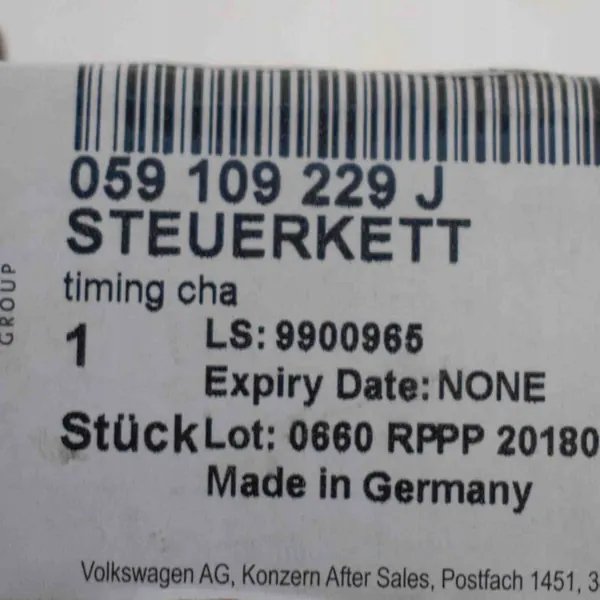 059 109 229 J
STEUERKETT
timing cha
GROUP
1
LS: 9900965
Expiry Date: NONE
Stück Lot: 0660 RPPP 20180
Made in Germany
Volkswagen AG, Konzern After Sales, Postfach 1451, 3